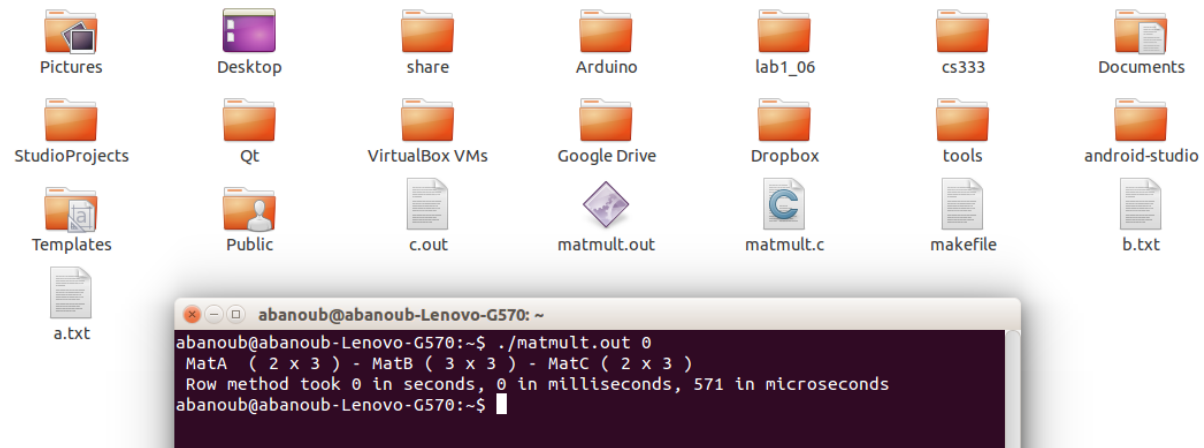 Pictures Desktop share Arduino lab1_06 cs333 Documents
StudioProjects Qt VirtualBox VMs Google Drive Dropbox tools android-studio
Templates Public c.out matmult.out matmult.c makefile b.txt
a.txt
abanoub@abanoub-Lenovo-G570: ~
abanoub@abanoub-Lenovo-G570:~$ ./matmult.out 0
MatA  ( 2 x 3 ) - MatB ( 3 x 3 ) - MatC ( 2 x 3 )
Row method took 0 in seconds, 0 in milliseconds, 571 in microseconds
abanoub@abanoub-Lenovo-G570:~$